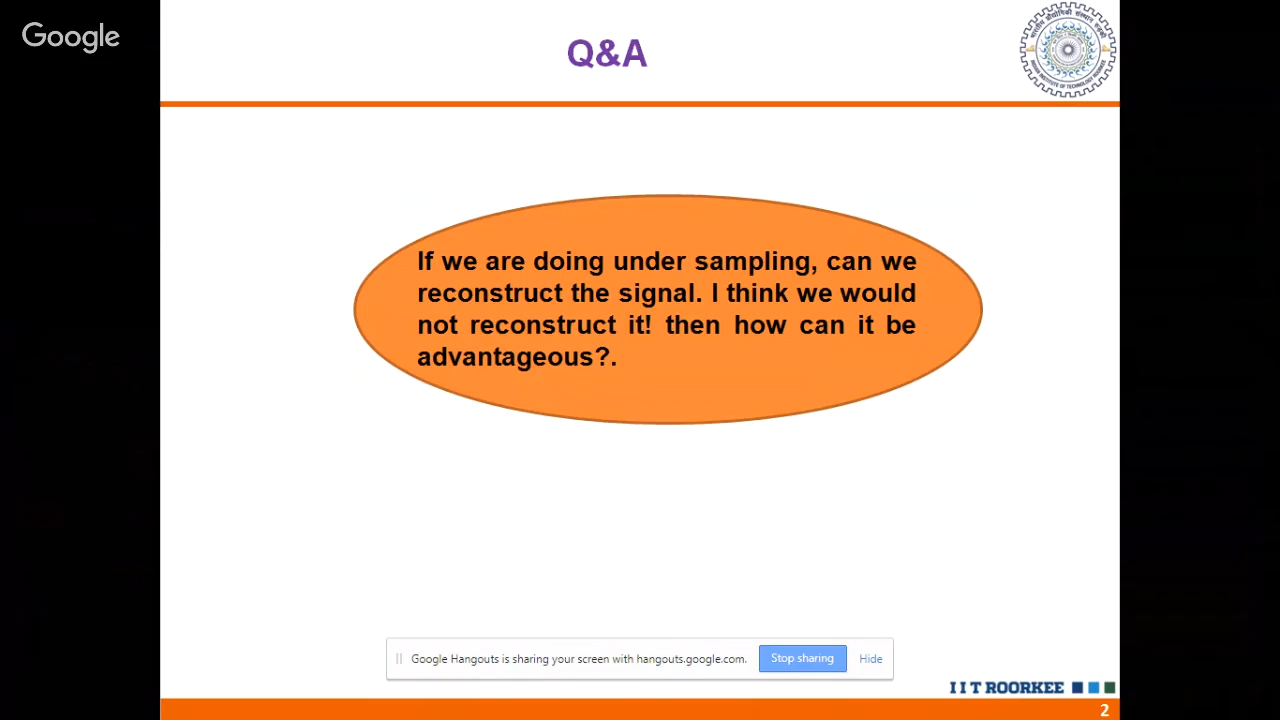 Google
Q&A
If we are doing under sampling, can we
reconstruct the signal. I think we would
not reconstruct it! then how can it be
advantageous?.
Google Hangouts is sharing your screen with hangouts.google.com.
Stop sharing
Hide
I I T ROORKEE
2